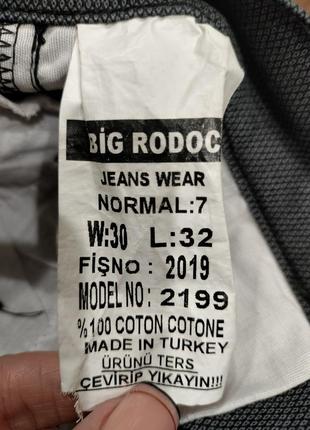 BİG RODOC
JEANS WEAR
NORMAL:7
W:30 L:32
FİŞNO : 2019
MODEL NO: 2199
%100 COTON COTONE
MADE IN TURKEY
ÜRÜNÜ TERS
ÇEVİRİP YIKAYIN!!!